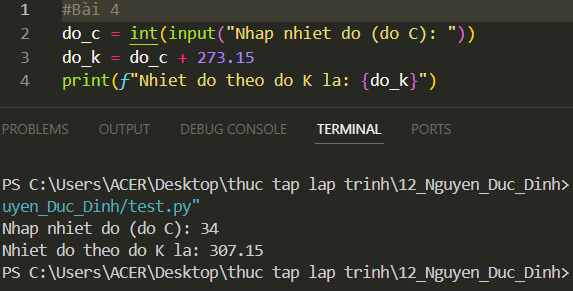 1 #Bài 4
2 do_c = int(input("Nhap nhiet do (do C): "))
3 do_k = do_c + 273.15
4 print(f"Nhiet do theo do K la: {do_k}")
PROBLEMS OUTPUT DEBUG CONSOLE TERMINAL PORTS
PS C:\Users\ACER\Desktop\thuc tap lap trinh\12_Nguyen_Duc_Dinh>
uyen_Duc_Dinh/test.py"
Nhap nhiet do (do C): 34
Nhiet do theo do K la: 307.15
PS C:\Users\ACER\Desktop\thuc tap lap trinh\12_Nguyen_Duc_Dinh>